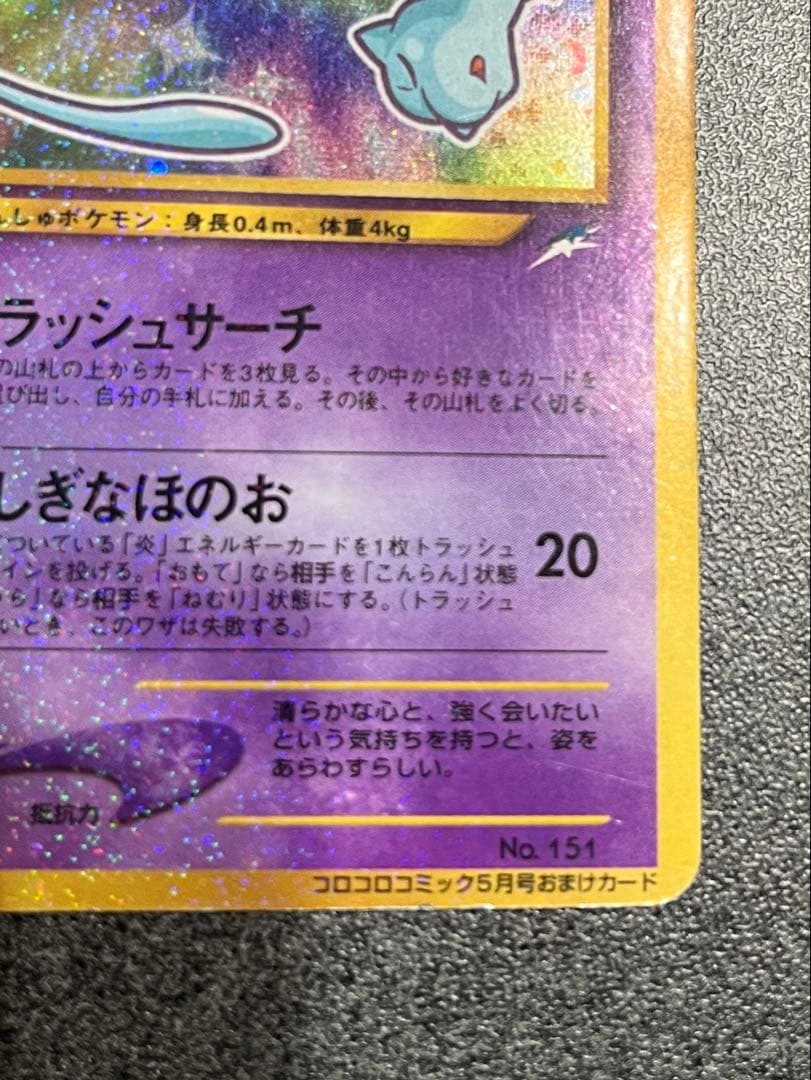 しゅポケモン：身長0.4m、体重4kg
ラッシュサーチ
の山札の上からカードを3枚見る。その中から好きなカードを
び出し、自分の手札に加える。その後、その山札をよく切る。
しぎなほのお
ついている「炎」エネルギーカードを1枚トラッシュ
インを投げる。「おもて」なら相手を「こんらん」状態
ら」なら相手を「ねむり」状態にする。（トラッシュ
いとき、このワザは失敗する。）
20
清らかな心と、強く会いたい
という気持ちを持つと、姿を
あらわすらしい。
抵抗力
No. 151
コロコロコミック5月号おまけカード